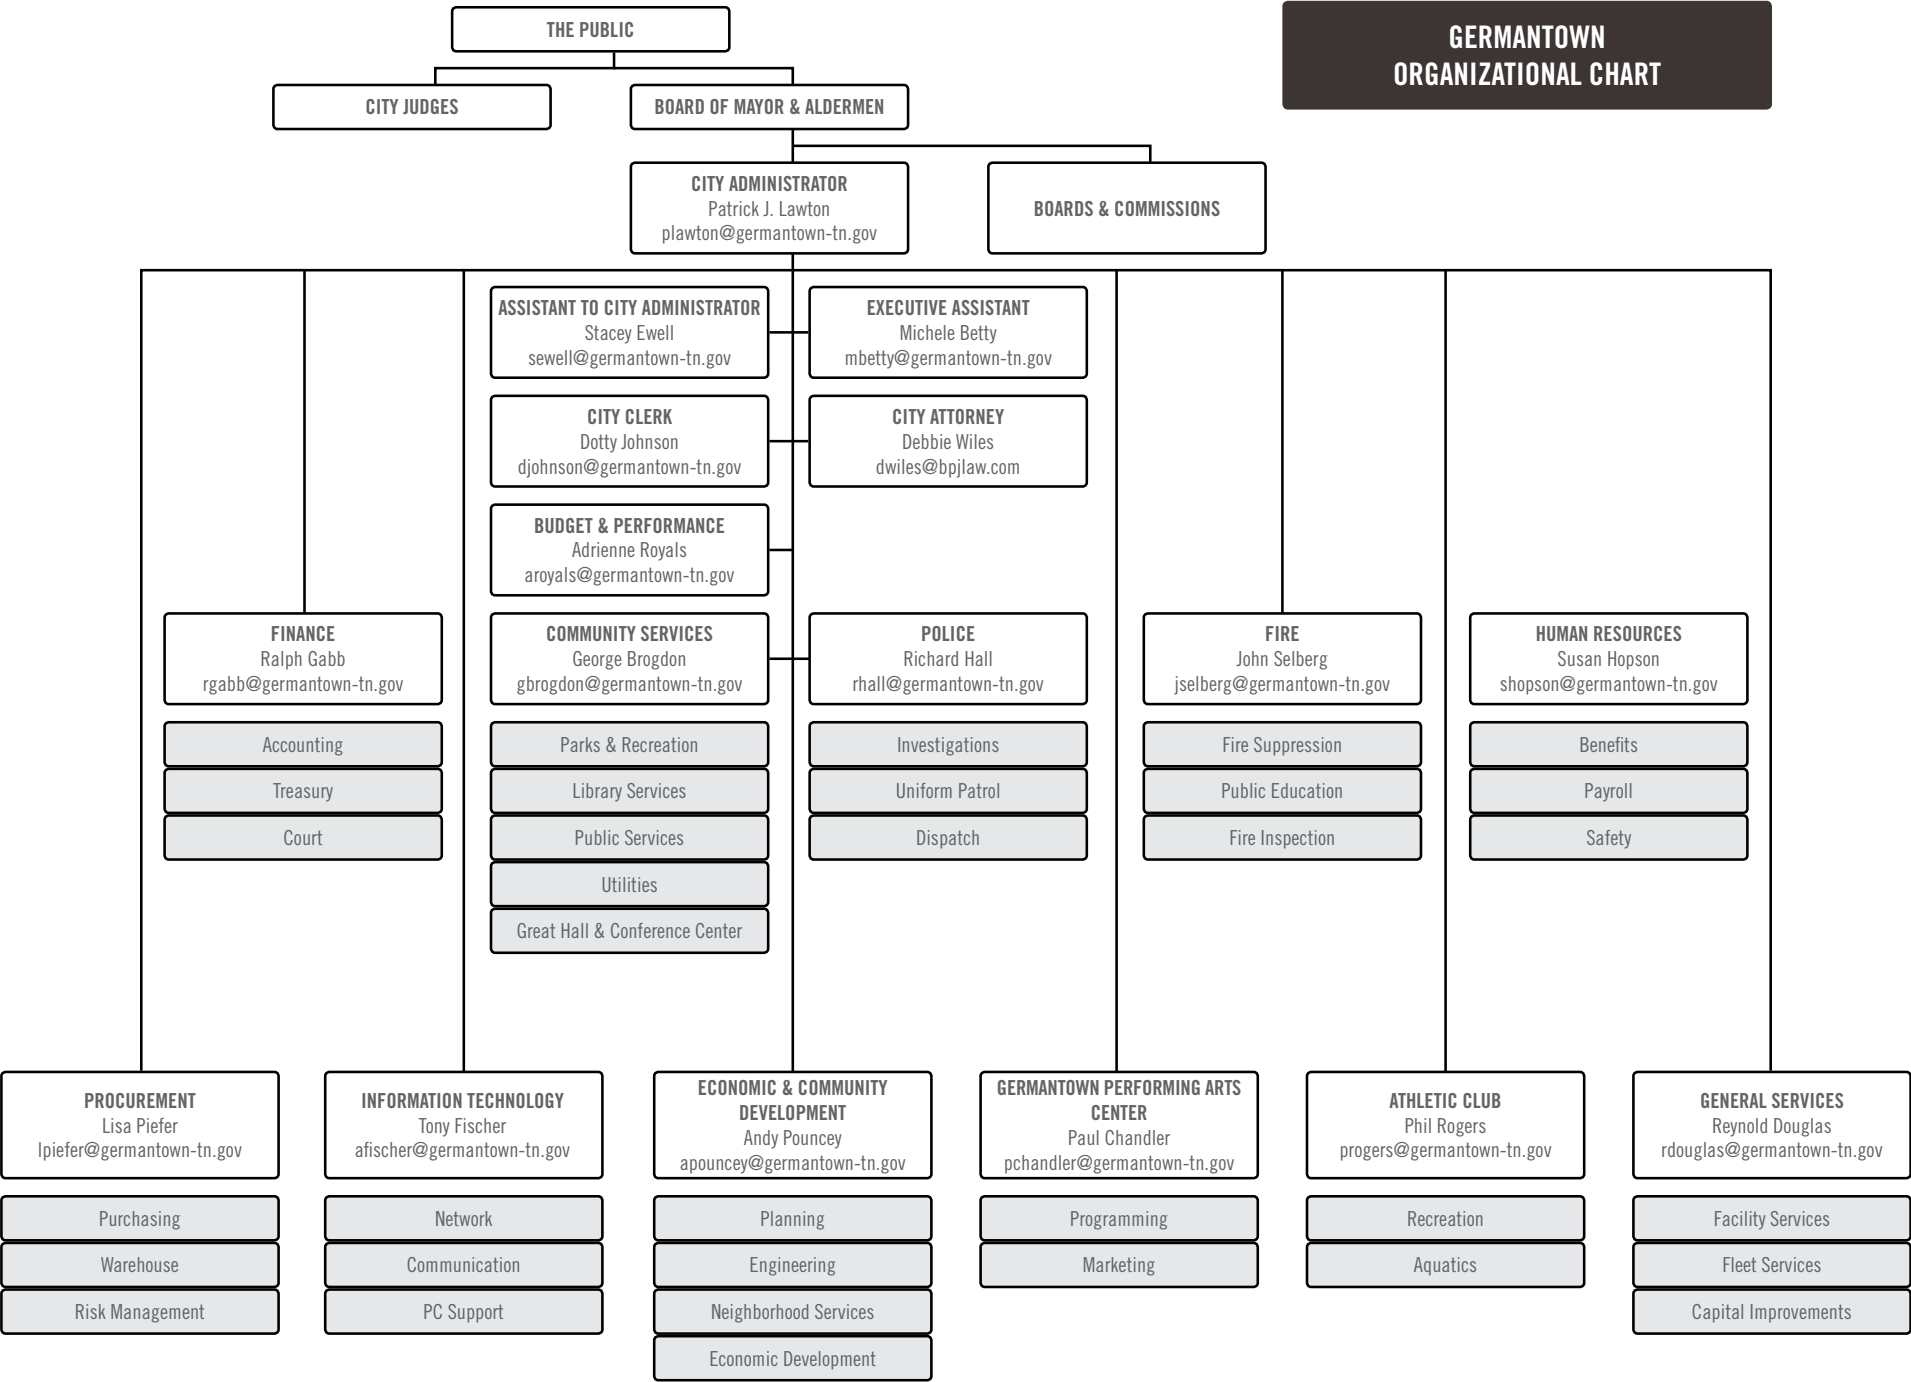 GERMANTOWN
ORGANIZATIONAL CHART
THE PUBLIC
CITY JUDGES
BOARD OF MAYOR & ALDERMEN
CITY ADMINISTRATOR
Patrick J. Lawton
plawton@germantown-tn.gov
BOARDS & COMMISSIONS
ASSISTANT TO CITY ADMINISTRATOR
Stacey Ewell
sewell@germantown-tn.gov
EXECUTIVE ASSISTANT
Michele Betty
mbetty@germantown-tn.gov
CITY CLERK
Dotty Johnson
djohnson@germantown-tn.gov
CITY ATTORNEY
Debbie Wiles
dwiles@bpjlaw.com
BUDGET & PERFORMANCE
Adrienne Royals
aroyals@germantown-tn.gov
FINANCE
Ralph Gabb
rgabb@germantown-tn.gov
Accounting
Treasury
Court
COMMUNITY SERVICES
George Brogdon
gbrogdon@germantown-tn.gov
Parks & Recreation
Library Services
Public Services
Utilities
Great Hall & Conference Center
POLICE
Richard Hall
rhall@germantown-tn.gov
Investigations
Uniform Patrol
Dispatch
FIRE
John Selberg
jselberg@germantown-tn.gov
Fire Suppression
Public Education
Fire Inspection
HUMAN RESOURCES
Susan Hopson
shopson@germantown-tn.gov
Benefits
Payroll
Safety
PROCUREMENT
Lisa Piefer
lpiefer@germantown-tn.gov
Purchasing
Warehouse
Risk Management
INFORMATION TECHNOLOGY
Tony Fischer
afischer@germantown-tn.gov
Network
Communication
PC Support
ECONOMIC & COMMUNITY
DEVELOPMENT
Andy Pouncey
apouncey@germantown-tn.gov
Planning
Engineering
Neighborhood Services
Economic Development
GERMANTOWN PERFORMING ARTS
CENTER
Paul Chandler
pchandler@germantown-tn.gov
Programming
Marketing
ATHLETIC CLUB
Phil Rogers
progers@germantown-tn.gov
Recreation
Aquatics
GENERAL SERVICES
Reynold Douglas
rdouglas@germantown-tn.gov
Facility Services
Fleet Services
Capital Improvements